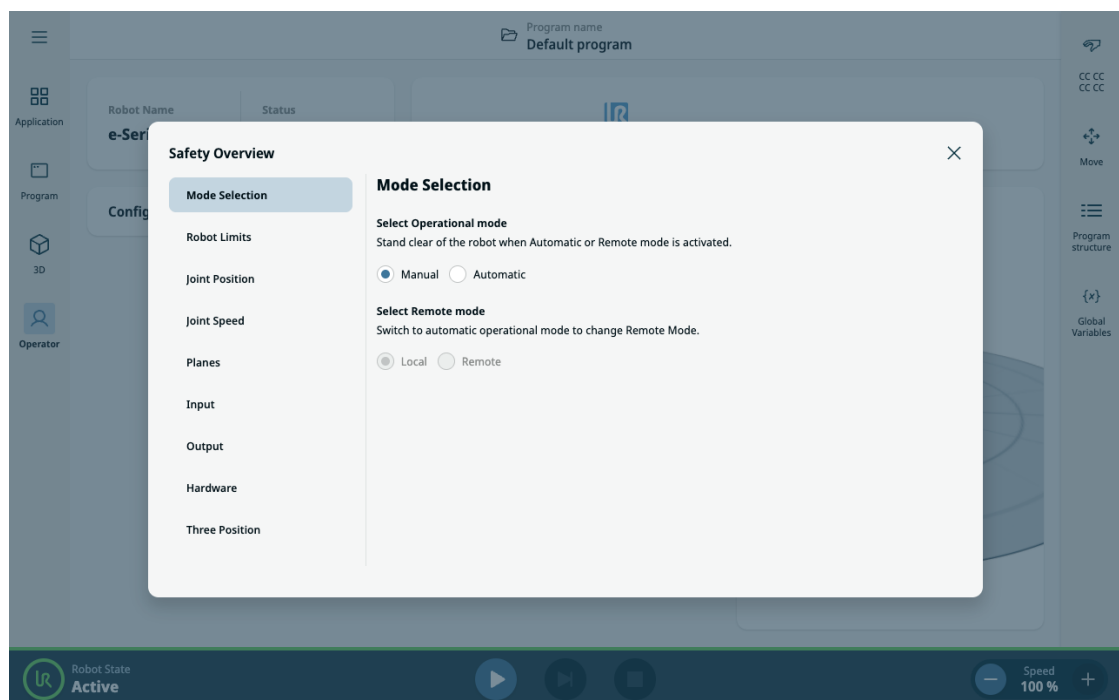 Program name
Default program
Application
Program
3D
Operator
Robot Name
Status
e-Seri
Config
Safety Overview
Mode Selection
Robot Limits
Joint Position
Joint Speed
Planes
Input
Output
Hardware
Three Position
Mode Selection
Select Operational mode
Stand clear of the robot when Automatic or Remote mode is activated.
Manual Automatic
Select Remote mode
Switch to automatic operational mode to change Remote Mode.
Local Remote
CC CC
CC CC
Move
Program
structure
{x}
Global
Variables
UR
Robot State
Active
Speed
100 %